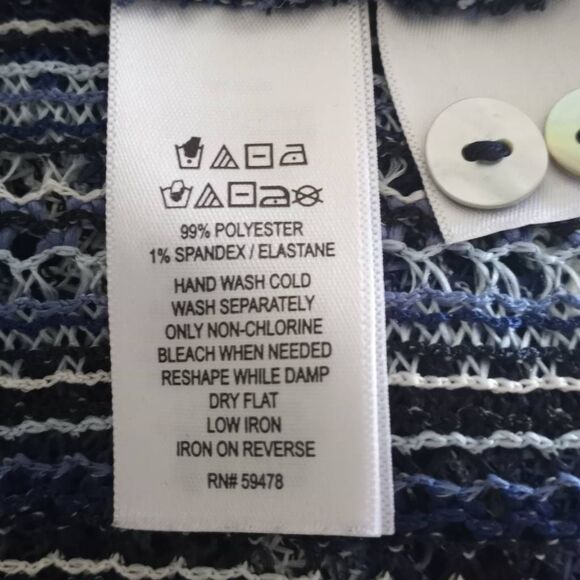 99% POLYESTER
1% SPANDEX / ELASTANE
HAND WASH COLD
WASH SEPARATELY
ONLY NON-CHLORINE
BLEACH WHEN NEEDED
RESHAPE WHILE DAMP
DRY FLAT
LOW IRON
IRON ON REVERSE
RN# 59478